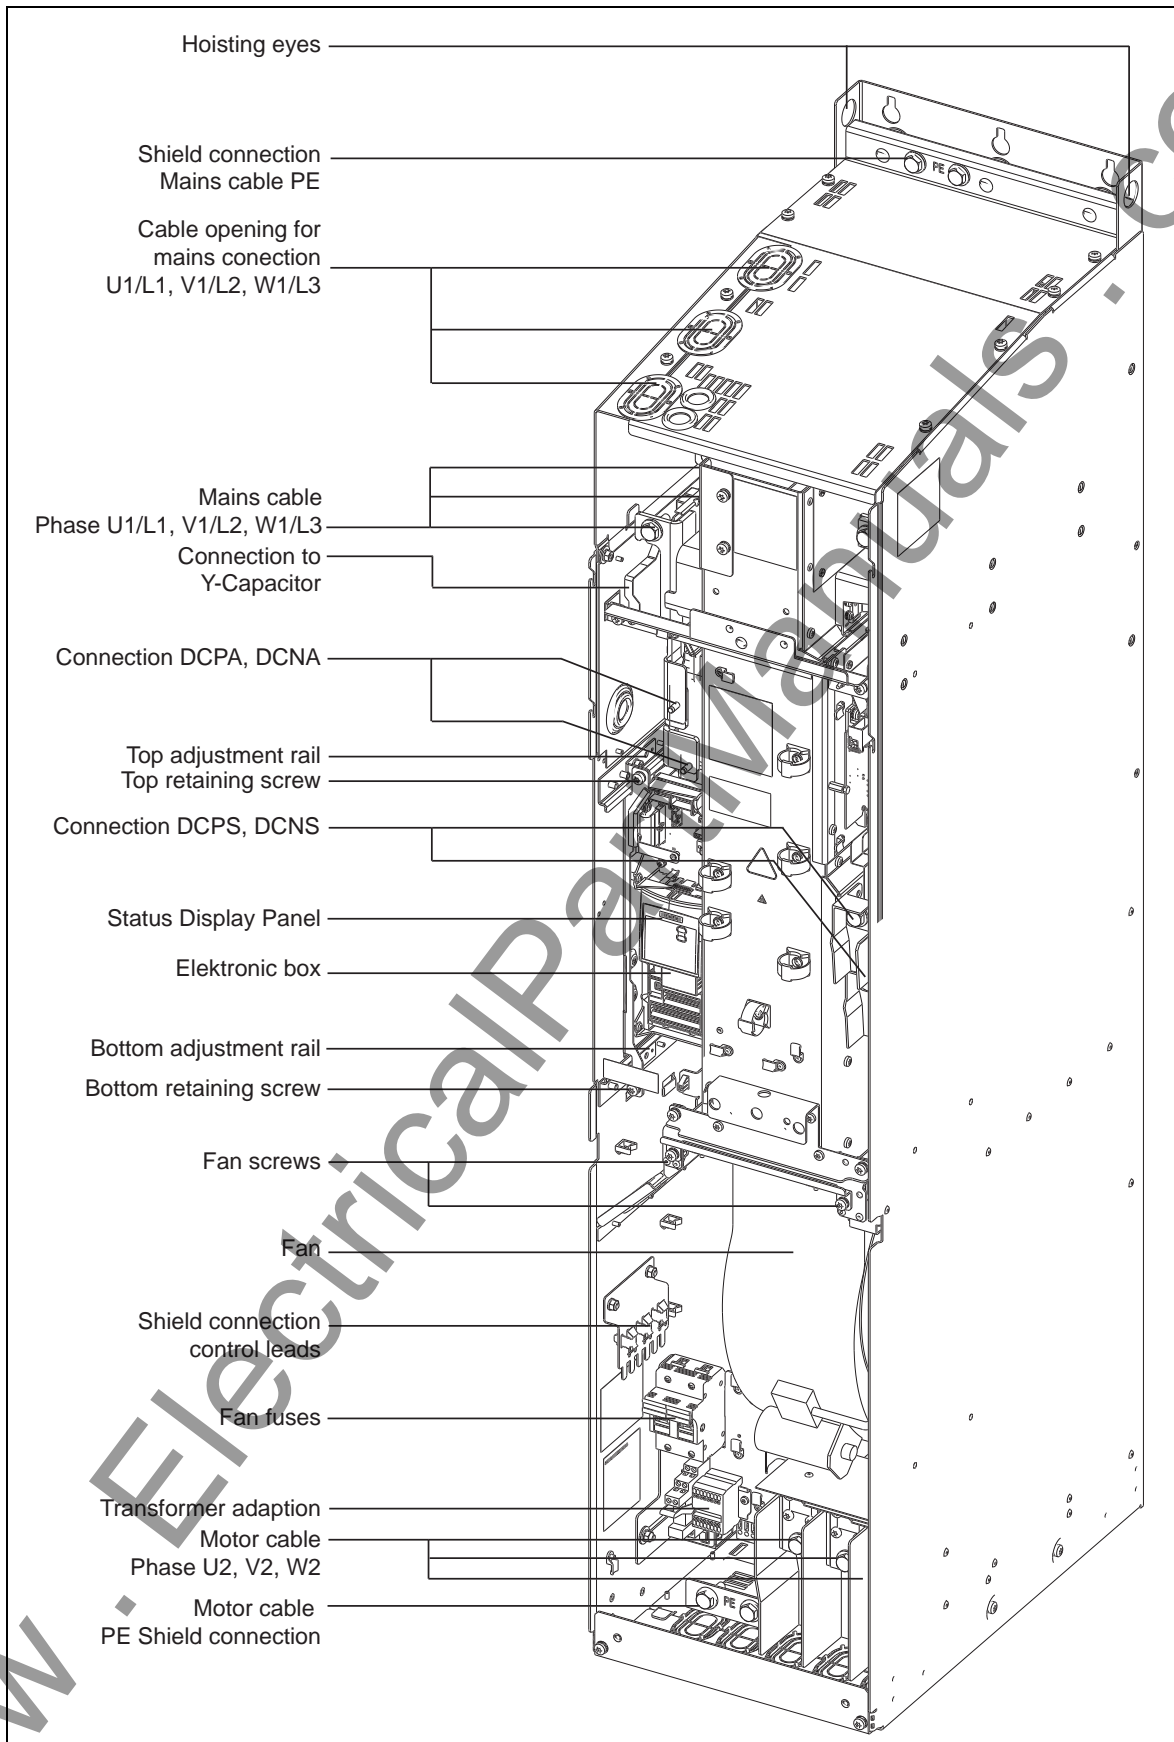 Hoisting eyes
Shield connection
Mains cable PE
Cable opening for
mains conection
U1/L1, V1/L2, W1/L3
Mains cable
Phase U1/L1, V1/L2, W1/L3
Connection to
Y-Capacitor
Connection DCPA, DCNA
Top adjustment rail
Top retaining screw
Connection DCPS, DCNS
Status Display Panel
Elektronic box
Bottom adjustment rail
Bottom retaining screw
Fan screws
Fan
Shield connection
control leads
Fan fuses
Transformer adaption
Motor cable
Phase U2, V2, W2
Motor cable
PE Shield connection
PE
PE
w . ElectricalPartManuals . co